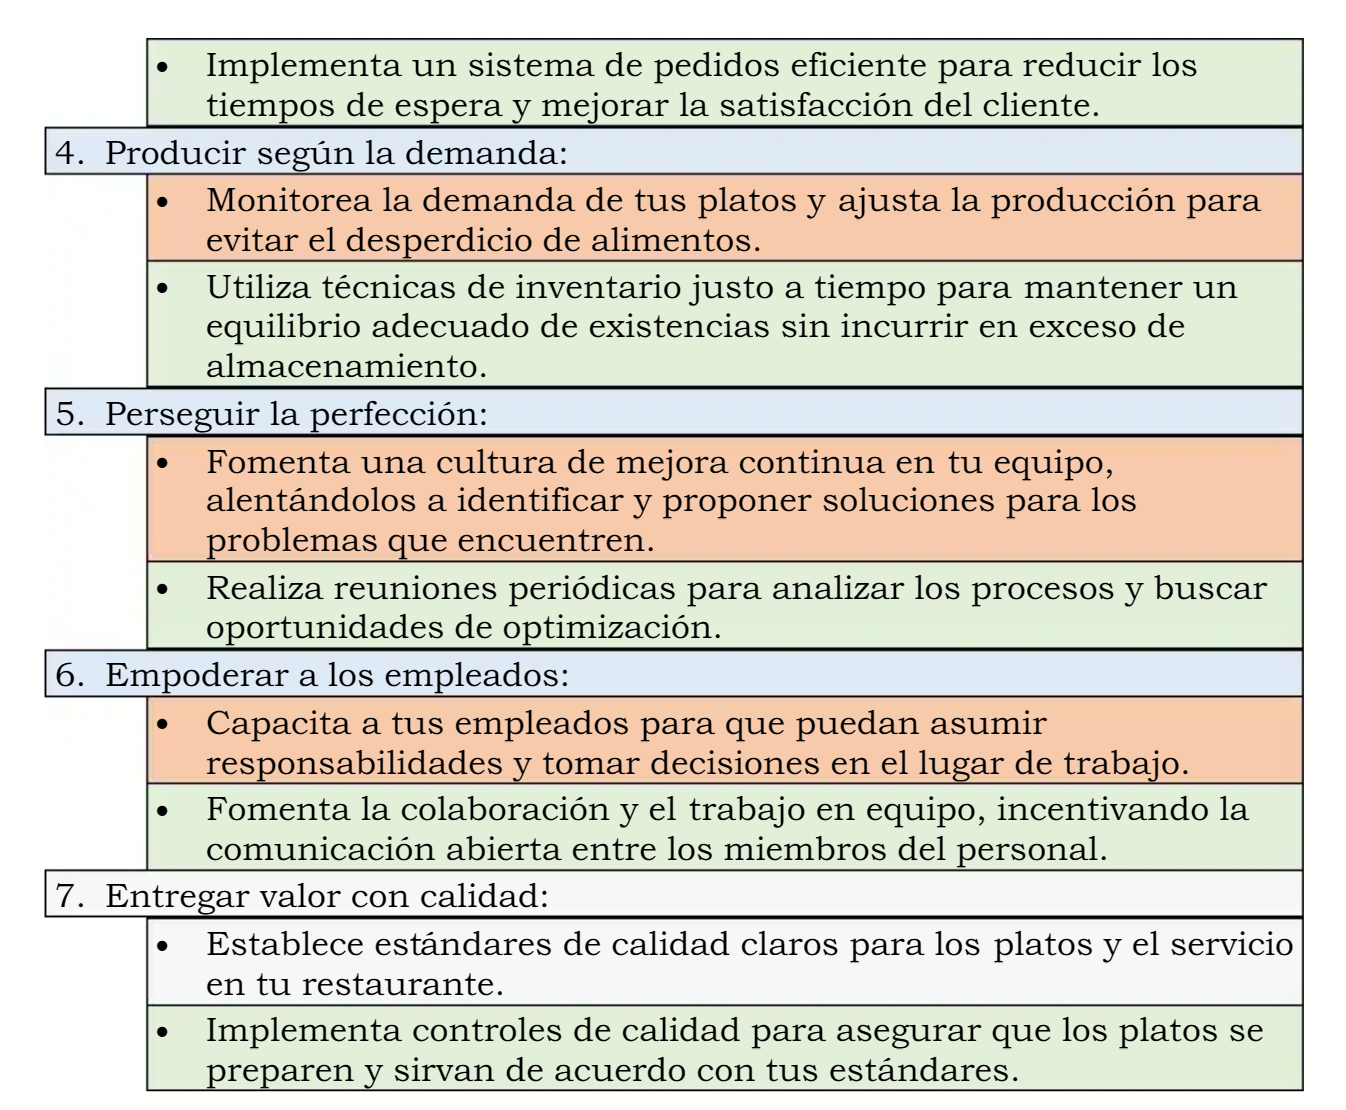 • Implementa un sistema de pedidos eficiente para reducir los
tiempos de espera y mejorar la satisfacción del cliente.
4. Producir según la demanda:
• Monitorea la demanda de tus platos y ajusta la producción para
evitar el desperdicio de alimentos.
• Utiliza técnicas de inventario justo a tiempo para mantener un
equilibrio adecuado de existencias sin incurrir en exceso de
almacenamiento.
5. Perseguir la perfección:
• Fomenta una cultura de mejora continua en tu equipo,
alentándolos a identificar y proponer soluciones para los
problemas que encuentren.
• Realiza reuniones periódicas para analizar los procesos y buscar
oportunidades de optimización.
6. Empoderar a los empleados:
• Capacita a tus empleados para que puedan asumir
responsabilidades y tomar decisiones en el lugar de trabajo.
• Fomenta la colaboración y el trabajo en equipo, incentivando la
comunicación abierta entre los miembros del personal.
7. Entregar valor con calidad:
• Establece estándares de calidad claros para los platos y el servicio
en tu restaurante.
• Implementa controles de calidad para asegurar que los platos se
preparen y sirvan de acuerdo con tus estándares.